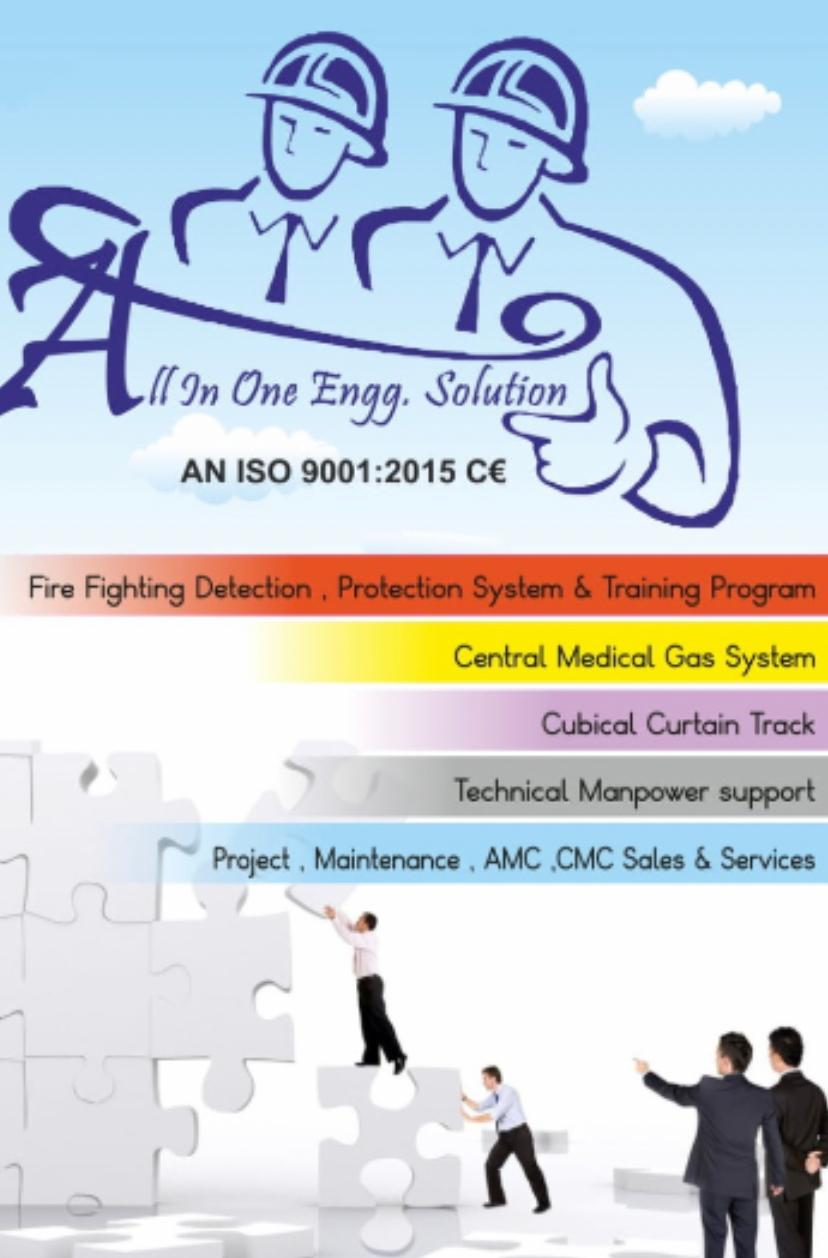 All In One Engg. Solution
AN ISO 9001:2015 C€
Fire Fighting Detection , Protection System & Training Program
Central Medical Gas System
Cubical Curtain Track
Technical Manpower support
Project , Maintenance , AMC ,CMC Sales & Services